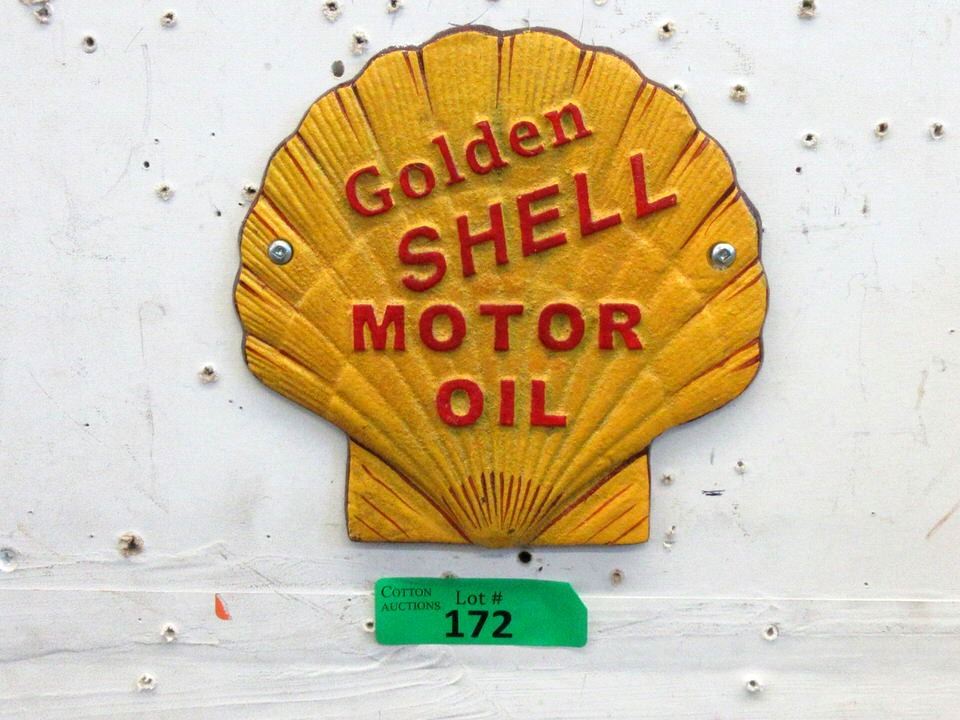 Golden
SHELL
MOTOR
OIL
COTTON
AUCTIONS
Lot #
172